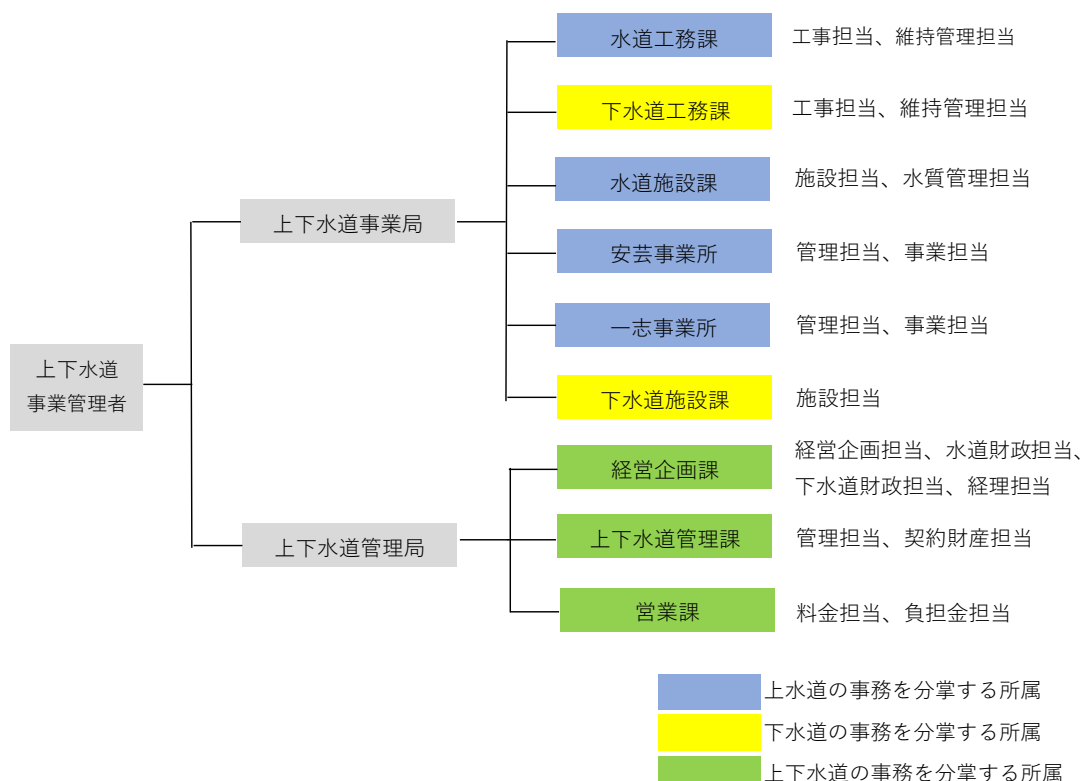 水道工務課 工事担当、維持管理担当
下水道工務課 工事担当、維持管理担当
水道施設課 施設担当、水質管理担当
上下水道事業局
安芸事業所 管理担当、事業担当
一志事業所 管理担当、事業担当
上下水道
事業管理者
下水道施設課 施設担当
経営企画課 経営企画担当、水道財政担当、
下水道財政担当、経理担当
上下水道管理局
上下水道管理課 管理担当、契約財産担当
営業課 料金担当、負担金担当
上水道の事務を分掌する所属
下水道の事務を分掌する所属
上下水道の事務を分掌する所属